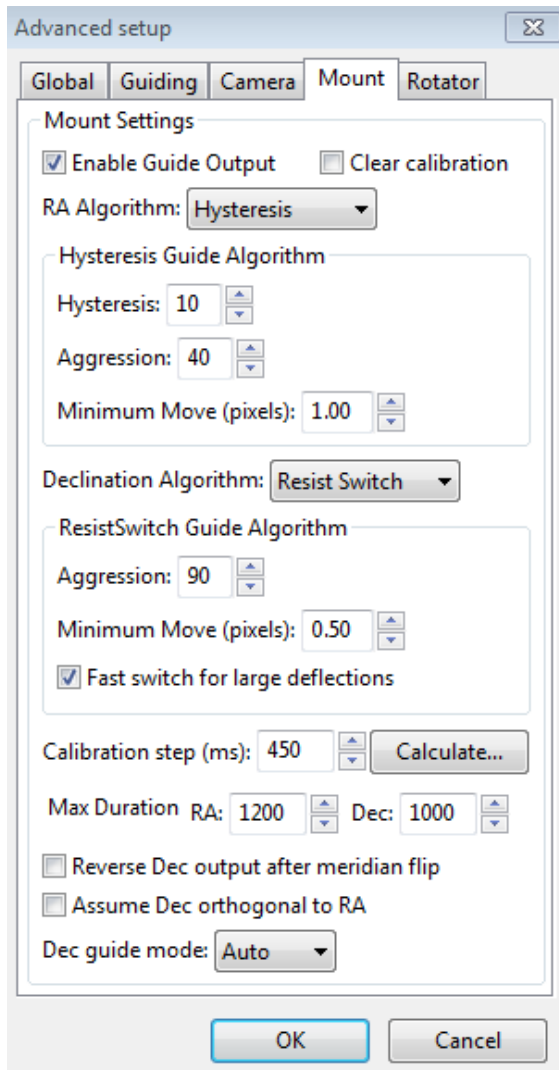 Advanced setup
Global Guiding Camera Mount Rotator
Mount Settings
Enable Guide Output Clear calibration
RA Algorithm: Hysteresis
Hysteresis Guide Algorithm
Hysteresis: 10
Aggression: 40
Minimum Move (pixels): 1.00
Declination Algorithm: Resist Switch
ResistSwitch Guide Algorithm
Aggression: 90
Minimum Move (pixels): 0.50
Fast switch for large deflections
Calibration step (ms): 450 Calculate...
Max Duration RA: 1200 Dec: 1000
Reverse Dec output after meridian flip
Assume Dec orthogonal to RA
Dec guide mode: Auto
OK Cancel